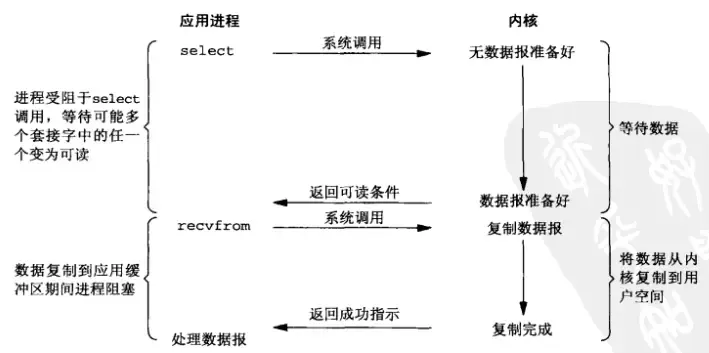 应用进程
内核
select
系统调用
无数据报准备好
进程受阻于select
调用，等待可能多
个套接字中的任一
个变为可读
等待数据
返回可读条件
数据报准备好
recvfrom
系统调用
复制数据报
数据复制到应用缓
冲区期间进程阻塞
将数据从内
核复制到用
户空间
返回成功指示
处理数据报
复制完成